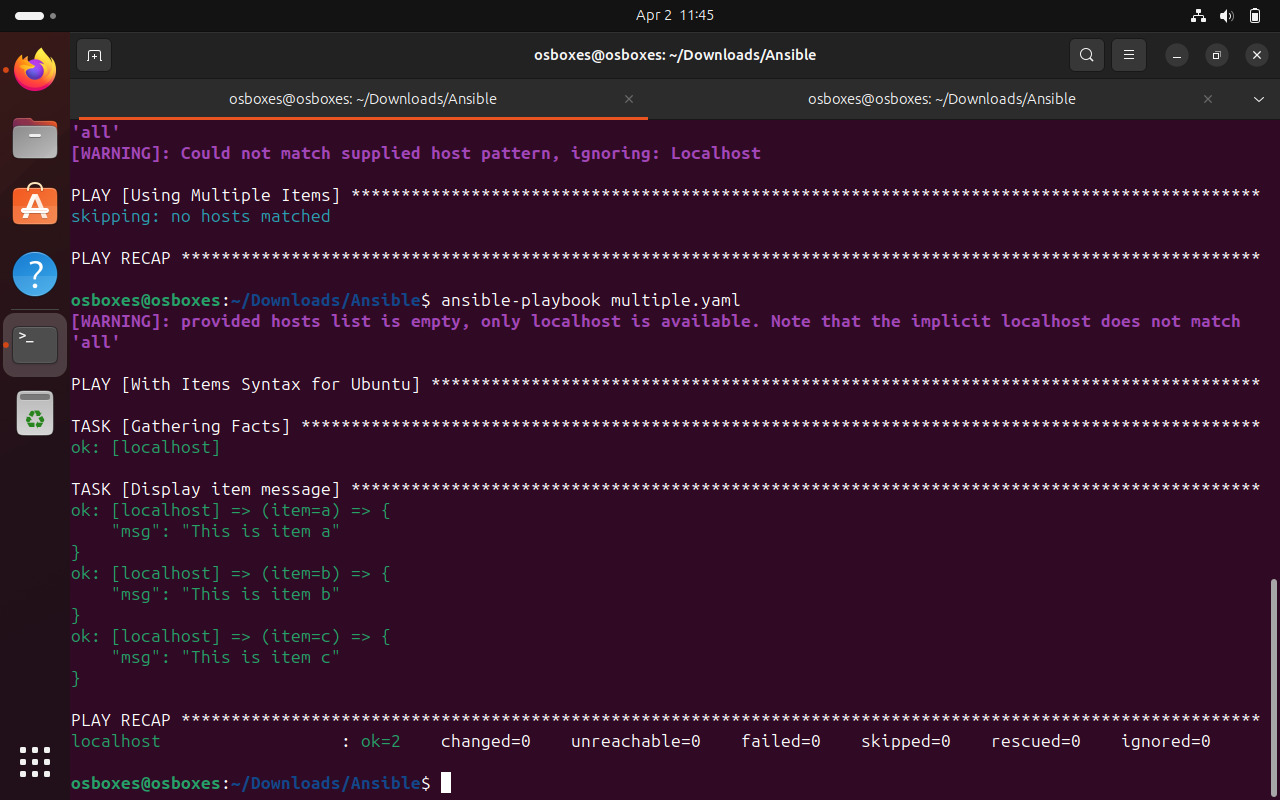 Apr 2 11:45
osboxes@osboxes: ~/Downloads/Ansible
osboxes@osboxes: ~/Downloads/Ansible
osboxes@osboxes: ~/Downloads/Ansible
'all'
[WARNING]: Could not match supplied host pattern, ignoring: Localhost
PLAY [Using Multiple Items] *******************************************************************************************
skipping: no hosts matched
PLAY RECAP ************************************************************************************************************
osboxes@osboxes:~/Downloads/Ansible$ ansible-playbook multiple.yaml
[WARNING]: provided hosts list is empty, only localhost is available. Note that the implicit localhost does not match
'all'
PLAY [With Items Syntax for Ubuntu] ***********************************************************************************
TASK [Gathering Facts] ************************************************************************************************
ok: [localhost]
TASK [Display item message] *******************************************************************************************
ok: [localhost] => (item=a) => {
    "msg": "This is item a"
}
ok: [localhost] => (item=b) => {
    "msg": "This is item b"
}
ok: [localhost] => (item=c) => {
    "msg": "This is item c"
}
PLAY RECAP ************************************************************************************************************
localhost                  : ok=2    changed=0    unreachable=0    failed=0    skipped=0    rescued=0    ignored=0
osboxes@osboxes:~/Downloads/Ansible$